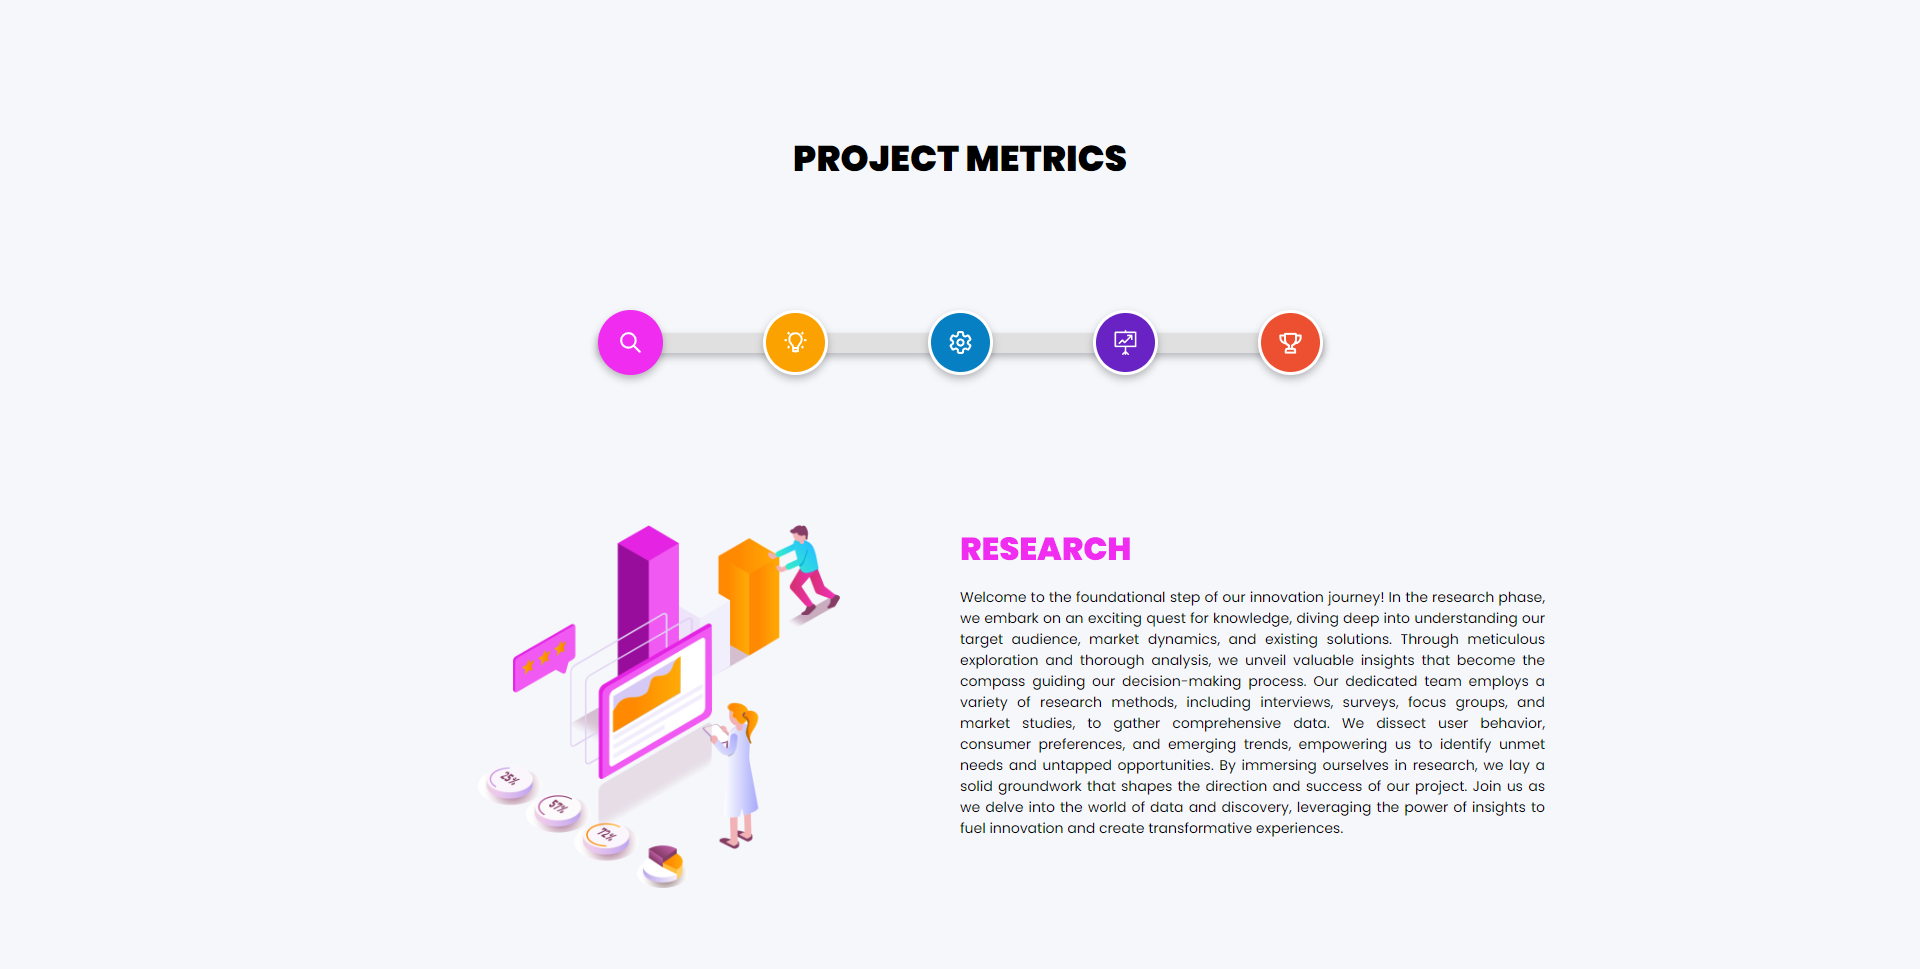 PROJECT METRICS
RESEARCH
Welcome to the foundational step of our innovation journey! In the research phase,
we embark on an exciting quest for knowledge, diving deep into understanding our
target audience, market dynamics, and existing solutions. Through meticulous
exploration and thorough analysis, we unveil valuable insights that become the
compass guiding our decision-making process. Our dedicated team employs a
variety of research methods, including interviews, surveys, focus groups, and
market studies, to gather comprehensive data. We dissect user behavior,
consumer preferences, and emerging trends, empowering us to identify unmet
needs and untapped opportunities. By immersing ourselves in research, we lay a
solid groundwork that shapes the direction and success of our project. Join us as
we delve into the world of data and discovery, leveraging the power of insights to
fuel innovation and create transformative experiences.
25%
57%
72%